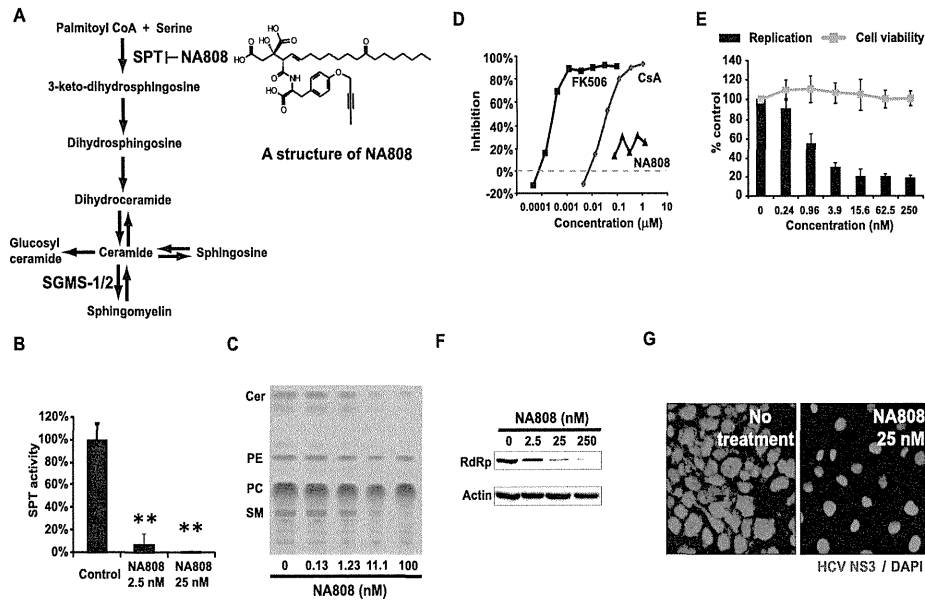 A
Palmitoyl CoA + Serine
SPT NA808
3-keto-dihydrosphingosine
Dihydrosphingosine
Dihydroceramide
Glucosyl
ceramide
Ceramide
Sphingosine
SGMS-1/2
Sphingomyelin
HO
O
O
OH
HO
OH
O
O
O
NH
HO
O
O
A structure of NA808
B
SPT activity
120%
100%
80%
60%
40%
20%
0%
**
**
Control
NA808
2.5 nM
NA808
25 nM
C
Cer
PE
PC
SM
0 0.13 1.23 11.1 100
NA808 (nM)
D
Inhibition
100%
80%
60%
40%
20%
0%
-20%
FK506
CsA
NA808
0.0001 0.001 0.01 0.1 1 10
Concentration (μM)
E
Replication
Cell viability
% control
140
120
100
80
60
40
20
0
0 0.24 0.96 3.9 15.6 62.5 250
Concentration (nM)
F
NA808 (nM)
0 2.5 25 250
RdRp
Actin
G
No
treatment
NA808
25 nM
HCV NS3 / DAPI